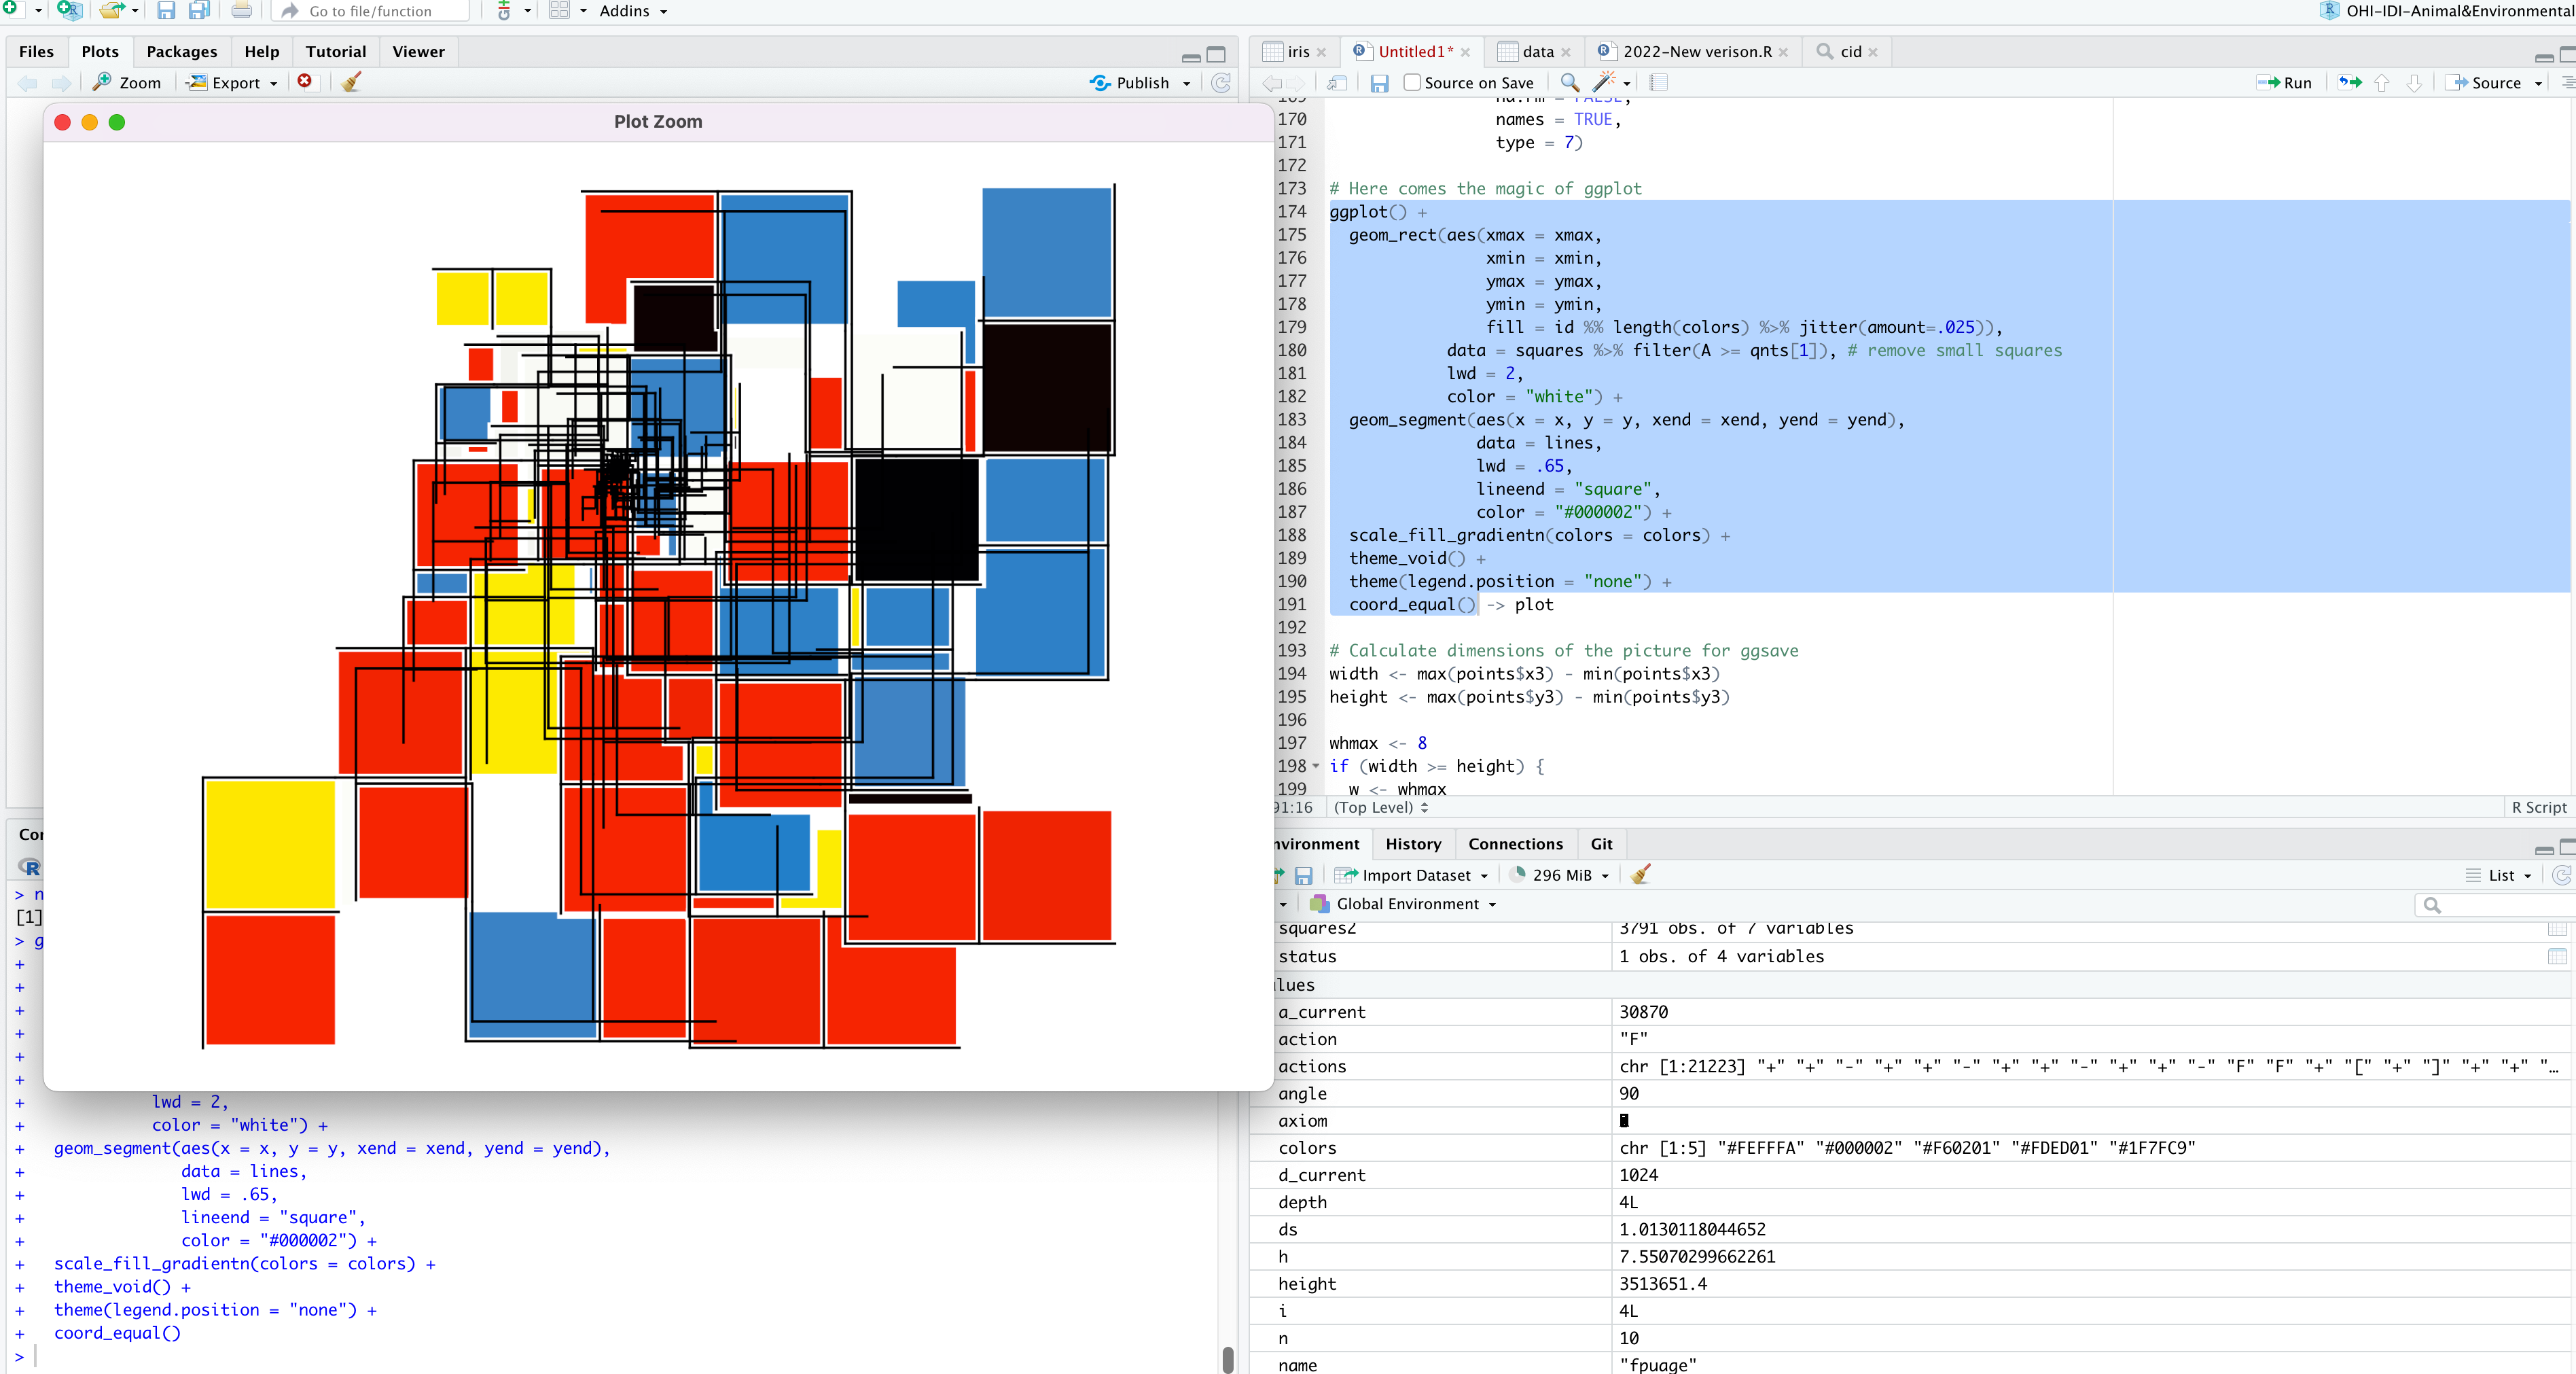 Go to file/function
Addins
OHI-IDI-Animal&Environmental
Files Plots Packages Help Tutorial Viewer
Zoom Export Publish
Plot Zoom
iris Untitled1* data 2022-New verison.R cid
Source on Save Run Source
169 na.rm = FALSE,
170 names = TRUE,
171 type = 7)
172
173 # Here comes the magic of ggplot
174 ggplot() +
175 geom_rect(aes(xmax = xmax,
176 xmin = xmin,
177 ymax = ymax,
178 ymin = ymin,
179 fill = id %% length(colors) %>% jitter(amount=.025)),
180 data = squares %>% filter(A >= qnts[1]), # remove small squares
181 lwd = 2,
182 color = "white") +
183 geom_segment(aes(x = x, y = y, xend = xend, yend = yend),
184 data = lines,
185 lwd = .65,
186 lineend = "square",
187 color = "#000002") +
188 scale_fill_gradientn(colors = colors) +
189 theme_void() +
190 theme(legend.position = "none") +
191 coord_equal() -> plot
192
193 # Calculate dimensions of the picture for ggsave
194 width <- max(points$x3) - min(points$x3)
195 height <- max(points$y3) - min(points$y3)
196
197 whmax <- 8
198 if (width >= height) {
199 w <- whmax
91:16 (Top Level) R Script
Cor
R
> n
[1]
> g
+
+
+
+
+
+
+ lwd = 2,
+ color = "white") +
+ geom_segment(aes(x = x, y = y, xend = xend, yend = yend),
+ data = lines,
+ lwd = .65,
+ lineend = "square",
+ color = "#000002") +
+ scale_fill_gradientn(colors = colors) +
+ theme_void() +
+ theme(legend.position = "none") +
+ coord_equal()
>
nvironment History Connections Git
Import Dataset 296 MiB List
Global Environment
squares2 3791 obs. of 7 variables
status 1 obs. of 4 variables
lues
a_current 30870
action "F"
actions chr [1:21223] "+" "+" "-" "+" "+" "-" "+" "+" "-" "+" "+" "-" "F" "F" "+" "[" "+" "]" "+" "+" "…
angle 90
axiom
colors chr [1:5] "#FEFFFA" "#000002" "#F60201" "#FDED01" "#1F7FC9"
d_current 1024
depth 4L
ds 1.0130118044652
h 7.55070299662261
height 3513651.4
i 4L
n 10
name "fpuage"